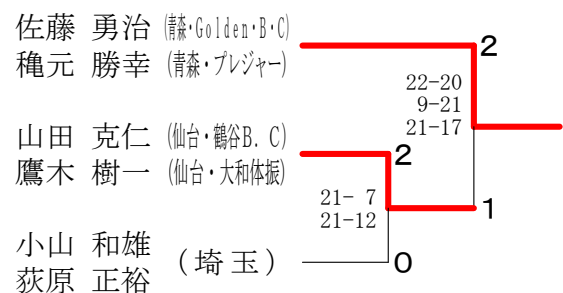 佐藤 勇治 (青森・Golden・B・C)
穐元 勝幸 (青森・プレジャー)
2
22-20
9-21
21-17
山田 克仁 (仙台・鶴谷B.C)
鷹木 樹一 (仙台・大和体振)
2
21- 7
21-12
1
小山 和雄
荻原 正裕
(埼玉)
0